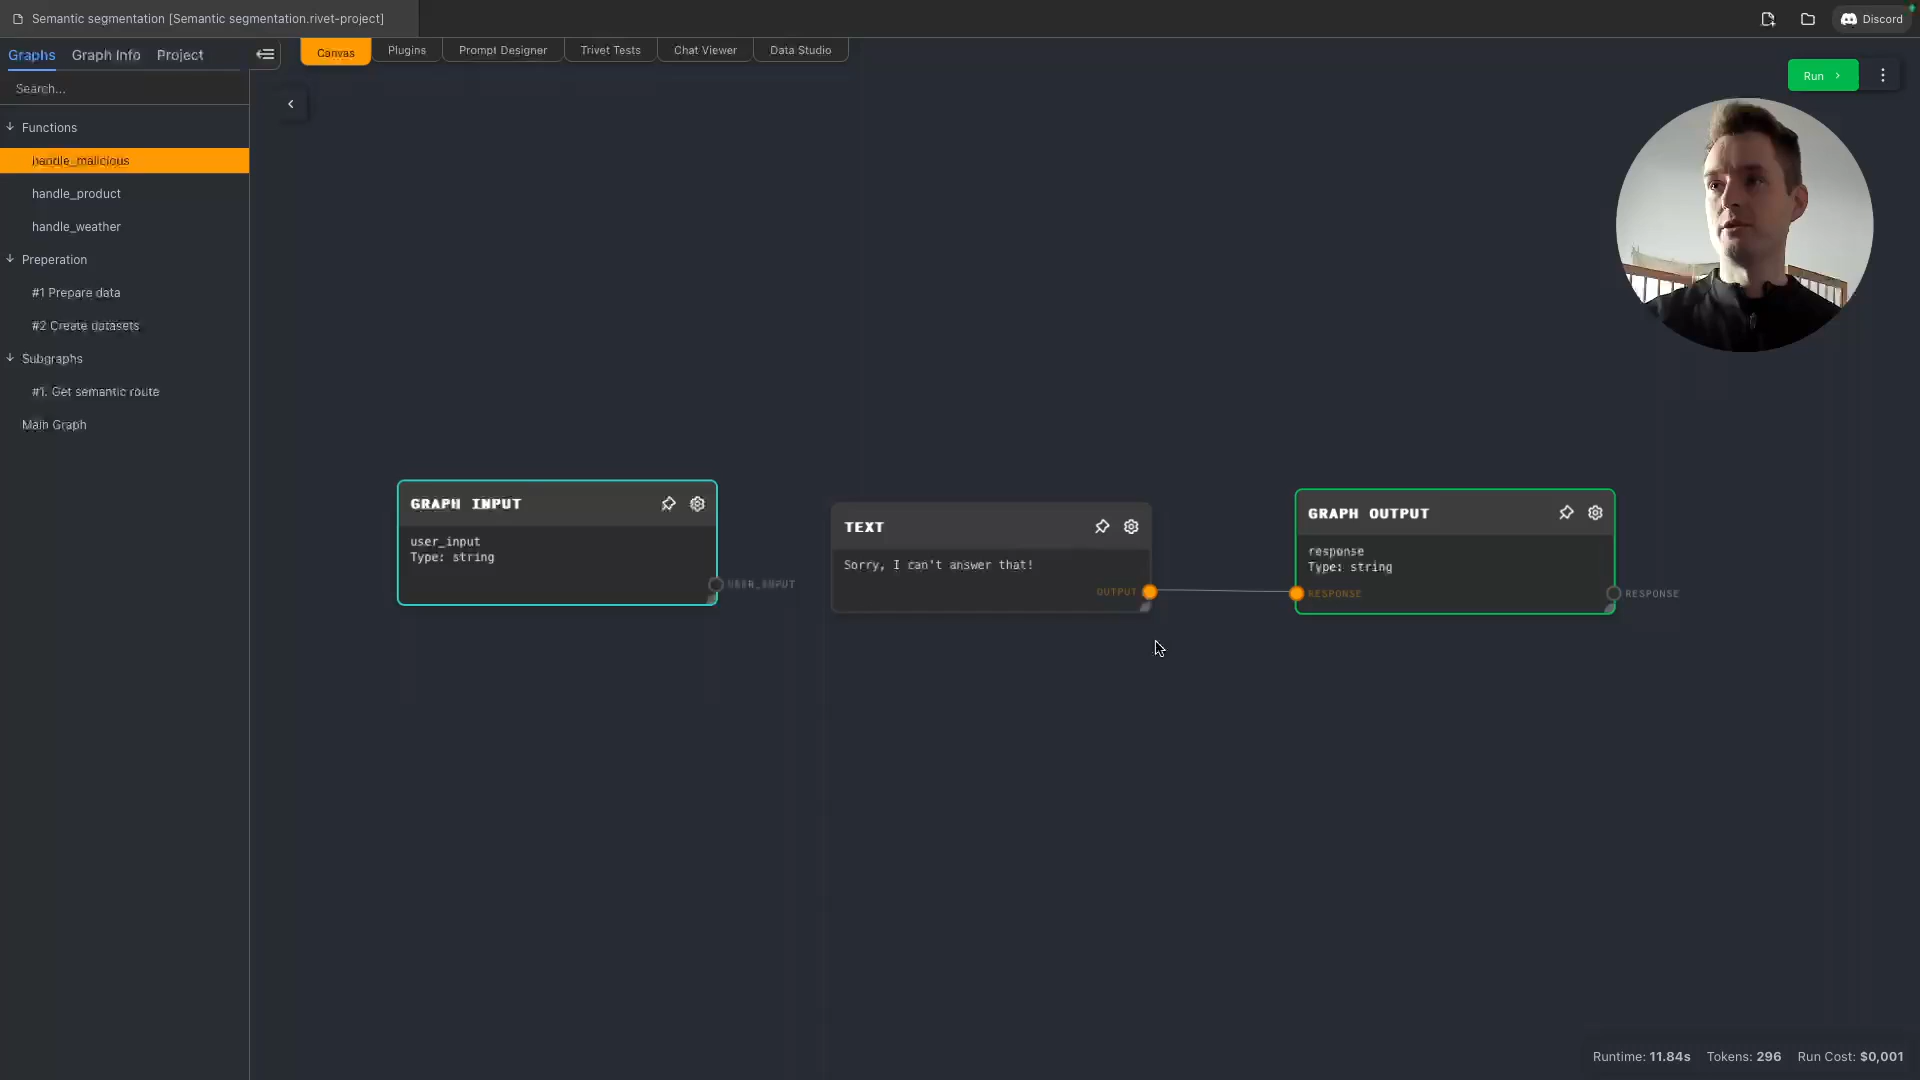 Semantic segmentation [Semantic segmentation.rivet-project]
Discord
Graphs
Graph Info
Project
Canvas
Plugins
Prompt Designer
Trivet Tests
Chat Viewer
Data Studio
Run
Search...
Functions
handle_malicious
handle_product
handle_weather
Preperation
#1 Prepare data
#2 Create datasets
Subgraphs
#1. Get semantic route
Main Graph
GRAPH INPUT
user_input
Type: string
USER_INPUT
TEXT
Sorry, I can't answer that!
OUTPUT
GRAPH OUTPUT
response
Type: string
RESPONSE
RESPONSE
Runtime: 11.84s Tokens: 296 Run Cost: $0,001